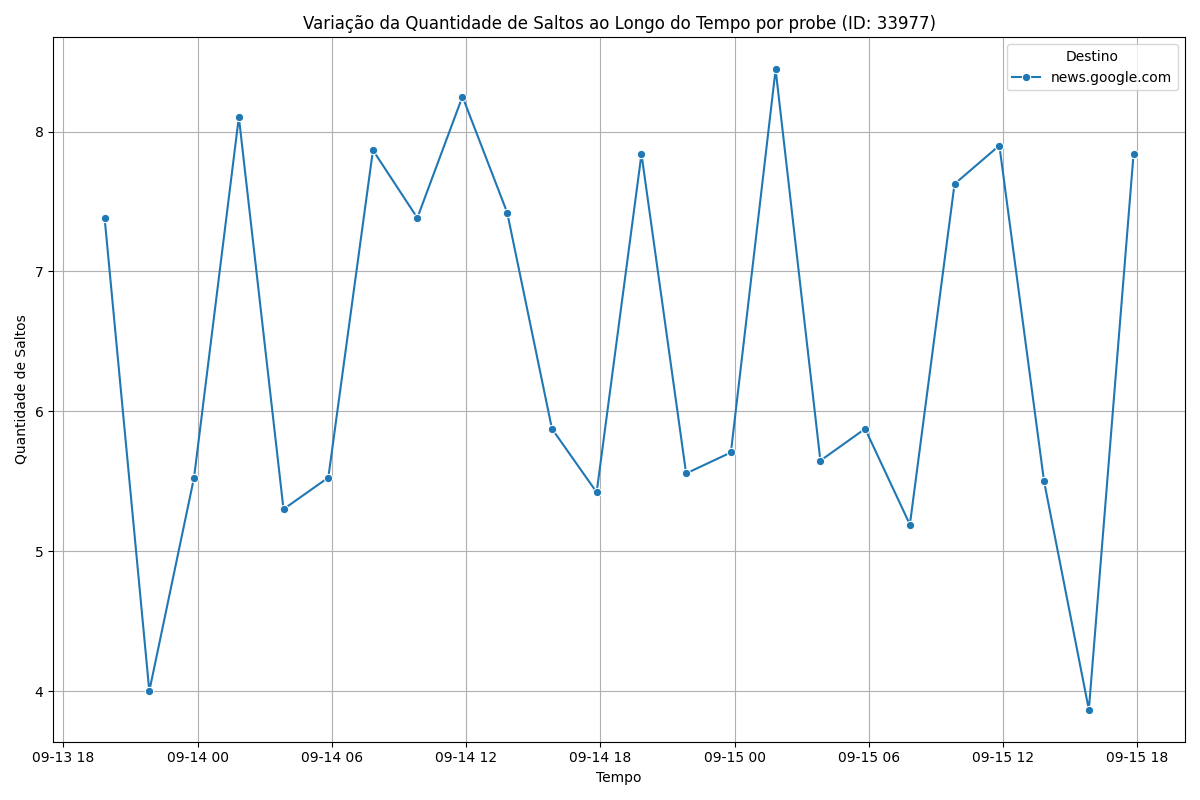 Variação da Quantidade de Saltos ao Longo do Tempo por probe (ID: 33977)
Destino
news.google.com
Quantidade de Saltos
8
7
6
5
4
09-13 18 09-14 00 09-14 06 09-14 12 09-14 18 09-15 00 09-15 06 09-15 12 09-15 18
Tempo